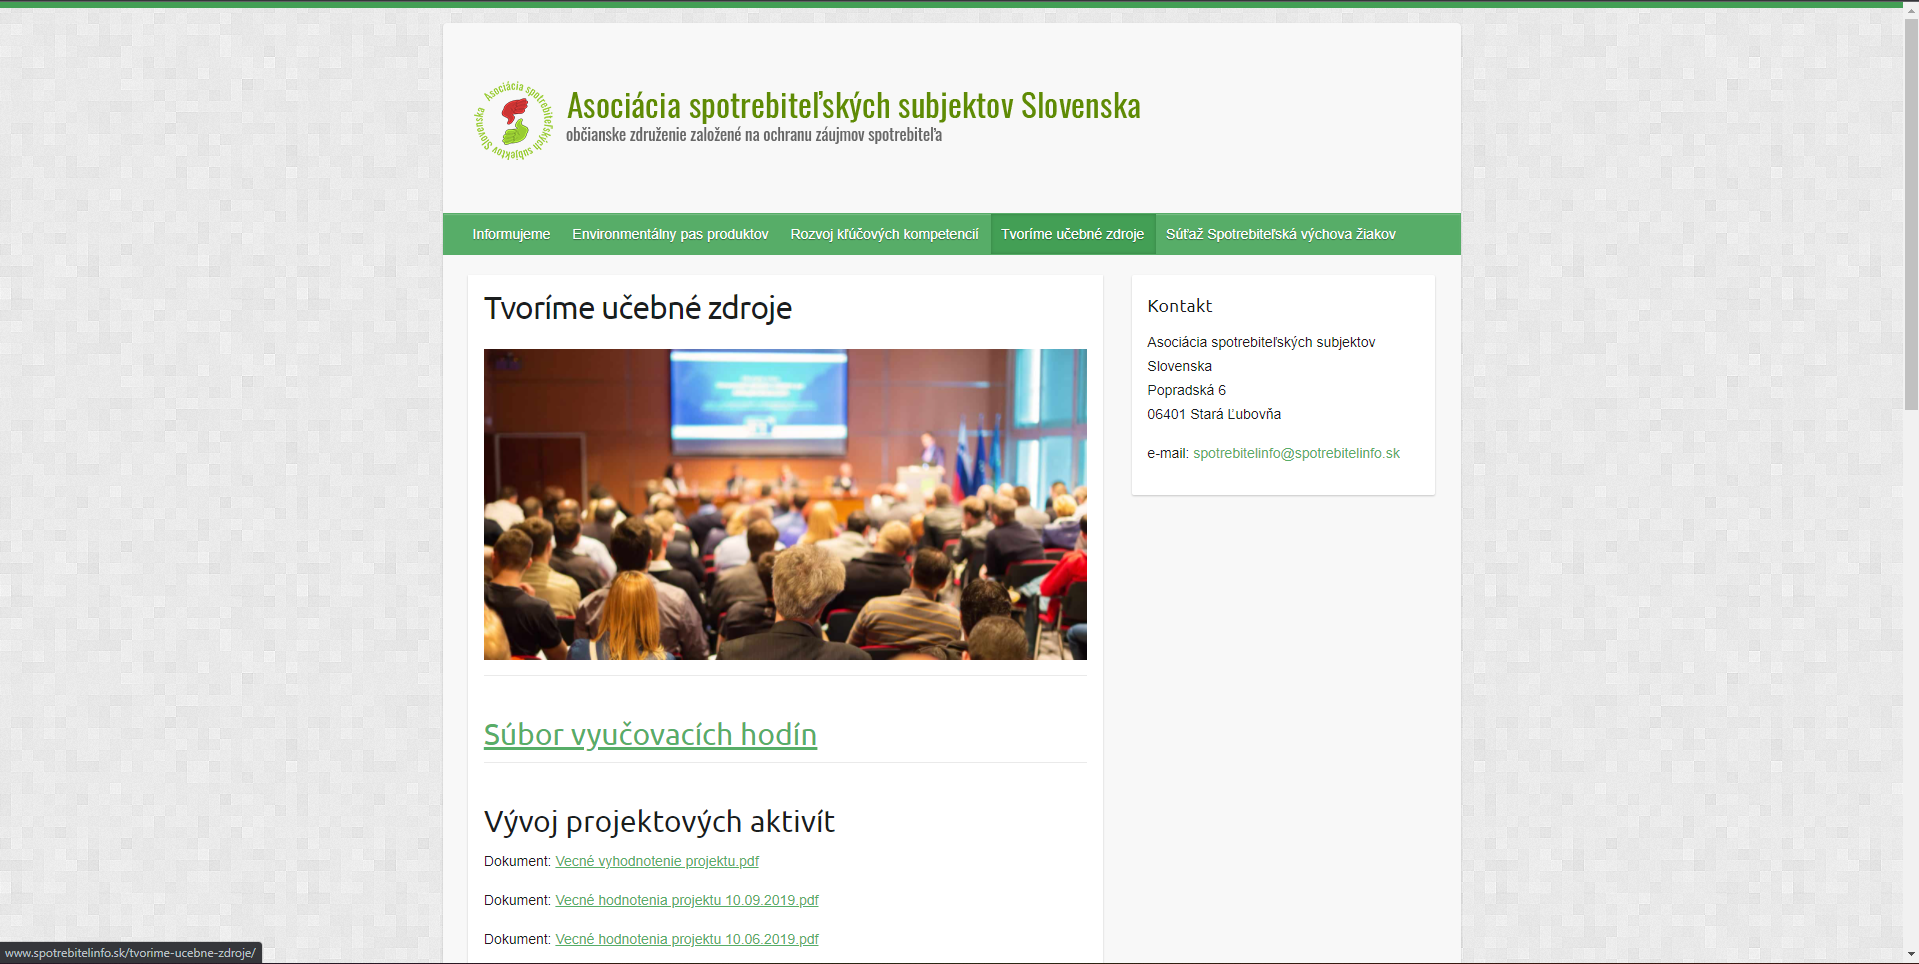 Asociácia spotrebiteľských subjektov Slovenska
Asociácia spotrebiteľských subjektov Slovenska
občianske združenie založené na ochranu záujmov spotrebiteľa
Informujeme
Environmentálny pas produktov
Rozvoj kľúčových kompetencií
Tvoríme učebné zdroje
Súťaž Spotrebiteľská výchova žiakov
Tvoríme učebné zdroje
Súbor vyučovacích hodín
Vývoj projektových aktivít
Dokument: Vecné vyhodnotenie projektu.pdf
Dokument: Vecné hodnotenia projektu 10.09.2019.pdf
Dokument: Vecné hodnotenia projektu 10.06.2019.pdf
Kontakt
Asociácia spotrebiteľských subjektov
Slovenska
Popradská 6
06401 Stará Ľubovňa
e-mail: spotrebitelinfo@spotrebitelinfo.sk
www.spotrebitelinfo.sk/tvorime-ucebne-zdroje/